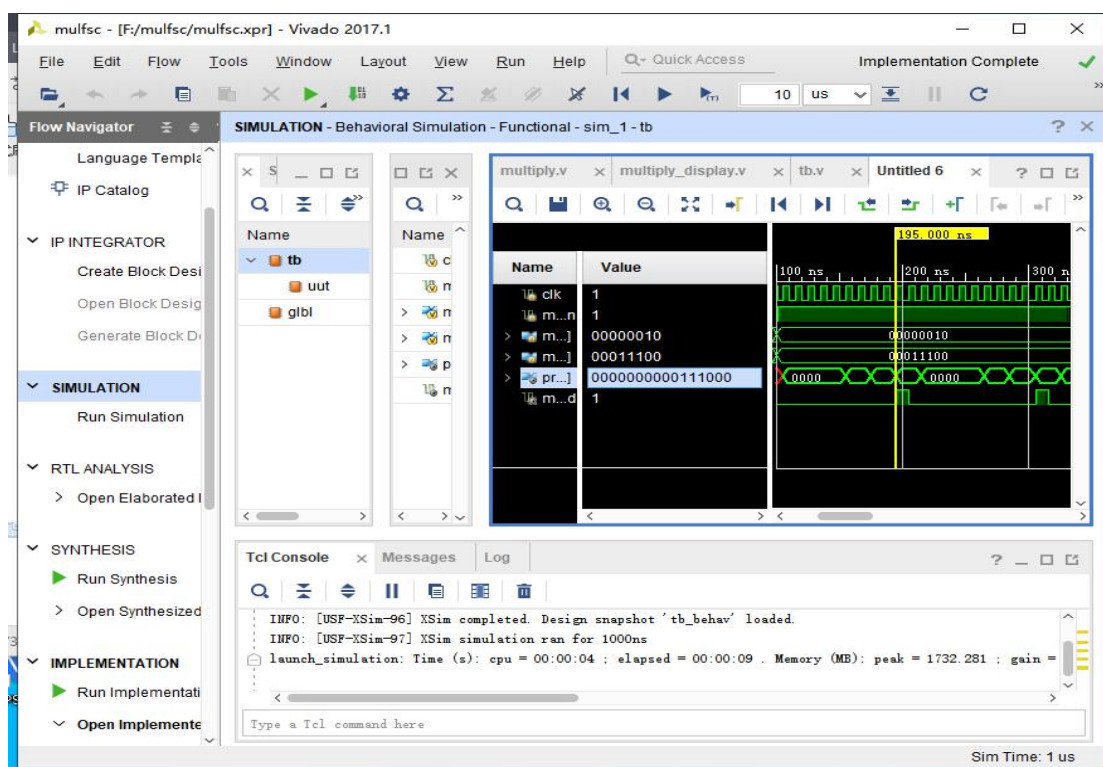 mulfsc - [F:/mulfsc/mulfsc.xpr] - Vivado 2017.1
File Edit Flow Tools Window Layout View Run Help Quick Access Implementation Complete
10 us
Flow Navigator
SIMULATION - Behavioral Simulation - Functional - sim_1 - tb
Language Templa
IP Catalog
IP INTEGRATOR
Create Block Desi
Open Block Desig
Generate Block D
SIMULATION
Run Simulation
RTL ANALYSIS
Open Elaborated
SYNTHESIS
Run Synthesis
Open Synthesized
IMPLEMENTATION
Run Implementati
Open Implemente
S
Name
tb
uut
glbl
Name
c
m
m
m
p
m
multiply.v multiply_display.v tb.v Untitled 6
195.000 ns
Name Value
100 ns 200 ns 300 n
clk 1
m...n 1
m...] 00000010 00000010
m...] 00011100 00011100
pr...] 0000000000111000 0000 0000
m...d 1
Tcl Console Messages Log
INFO: [USF-XSim-96] XSim completed. Design snapshot 'tb_behav' loaded.
INFO: [USF-XSim-97] XSim simulation ran for 1000ns
launch_simulation: Time (s): cpu = 00:00:04 ; elapsed = 00:00:09 . Memory (MB): peak = 1732.281 ; gain =
Type a Tcl command here
Sim Time: 1 us